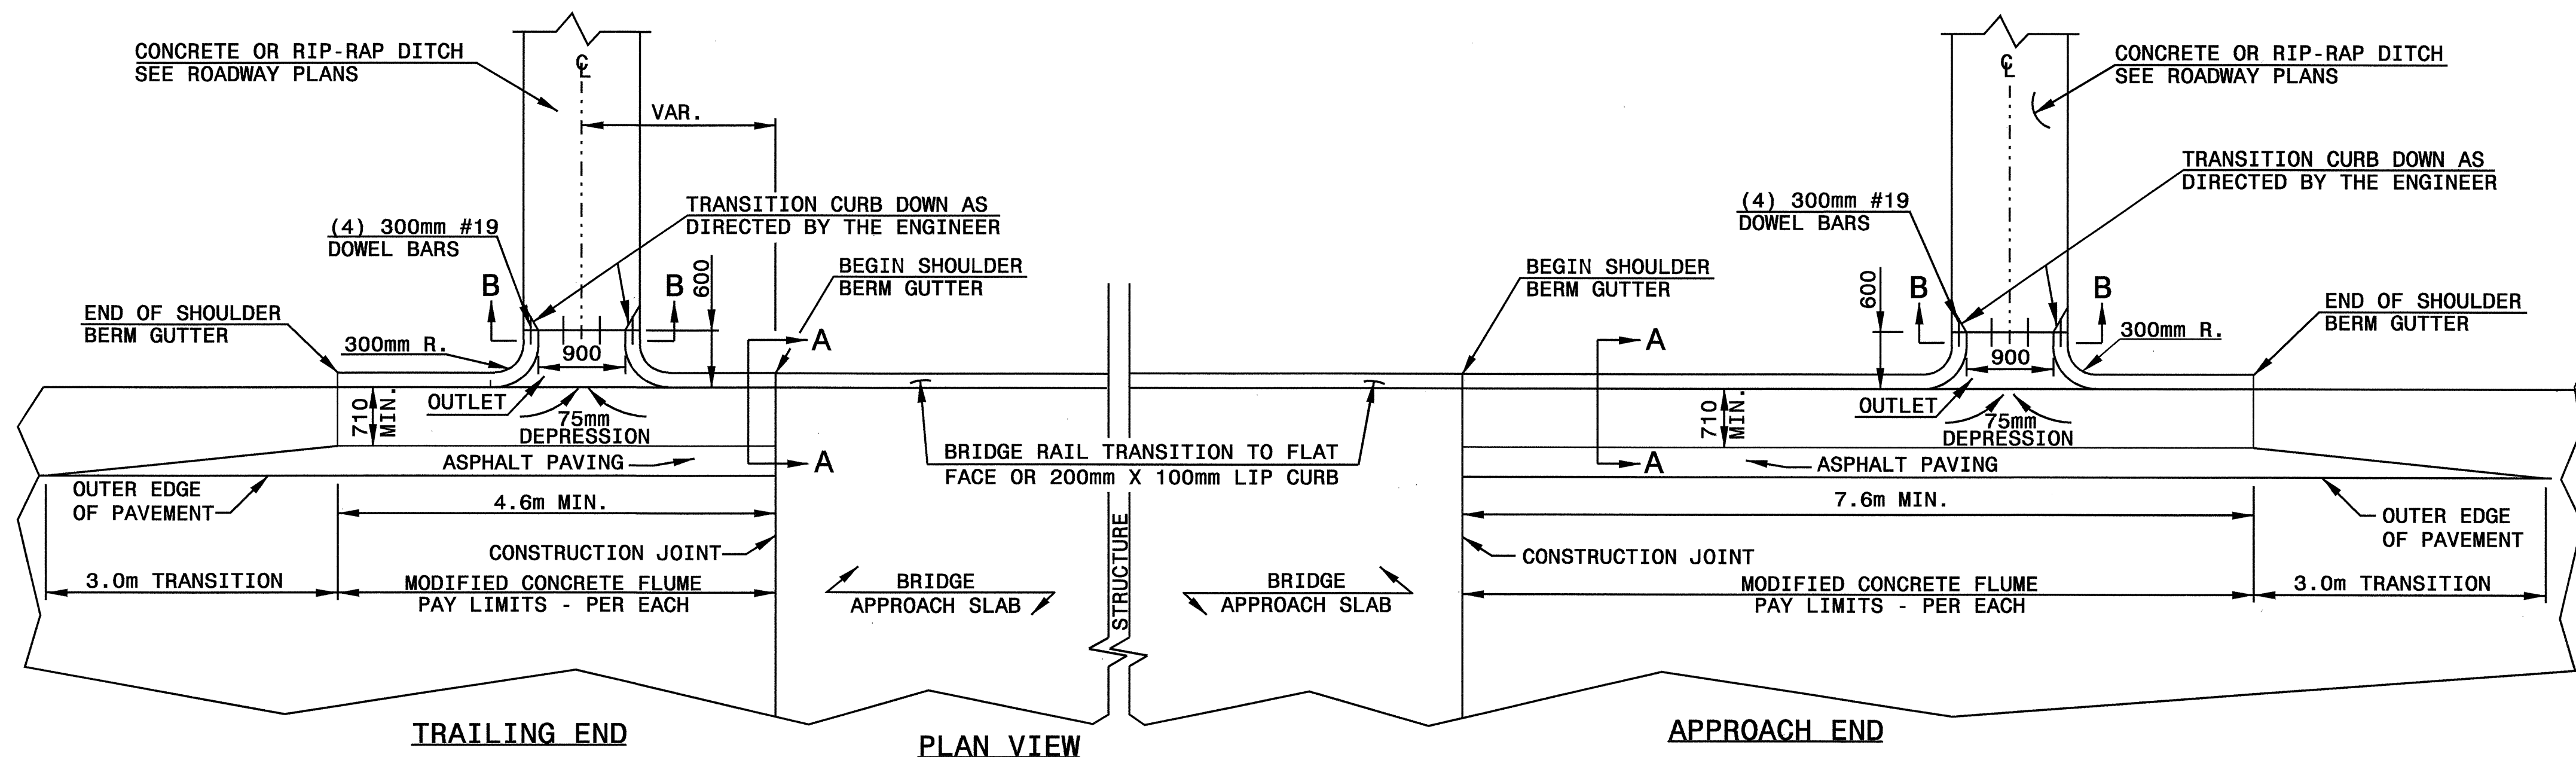 CONCRETE OR RIP-RAP DITCH
SEE ROADWAY PLANS
℄
VAR.
TRANSITION CURB DOWN AS
DIRECTED BY THE ENGINEER
(4) 300mm #19
DOWEL BARS
B
B
600
BEGIN SHOULDER
BERM GUTTER
END OF SHOULDER
BERM GUTTER
300mm R.
900
A
710
MIN.
OUTLET
75mm
DEPRESSION
ASPHALT PAVING
A
OUTER EDGE
OF PAVEMENT
4.6m MIN.
CONSTRUCTION JOINT
3.0m TRANSITION
MODIFIED CONCRETE FLUME
PAY LIMITS - PER EACH
BRIDGE
APPROACH SLAB
BRIDGE RAIL TRANSITION TO FLAT
FACE OR 200mm X 100mm LIP CURB
STRUCTURE
TRAILING END
PLAN VIEW
℄
CONCRETE OR RIP-RAP DITCH
SEE ROADWAY PLANS
TRANSITION CURB DOWN AS
DIRECTED BY THE ENGINEER
(4) 300mm #19
DOWEL BARS
BEGIN SHOULDER
BERM GUTTER
600
B
B
END OF SHOULDER
BERM GUTTER
300mm R.
A
900
710
MIN.
OUTLET
75mm
DEPRESSION
A
ASPHALT PAVING
7.6m MIN.
OUTER EDGE
OF PAVEMENT
CONSTRUCTION JOINT
BRIDGE
APPROACH SLAB
MODIFIED CONCRETE FLUME
PAY LIMITS - PER EACH
3.0m TRANSITION
APPROACH END